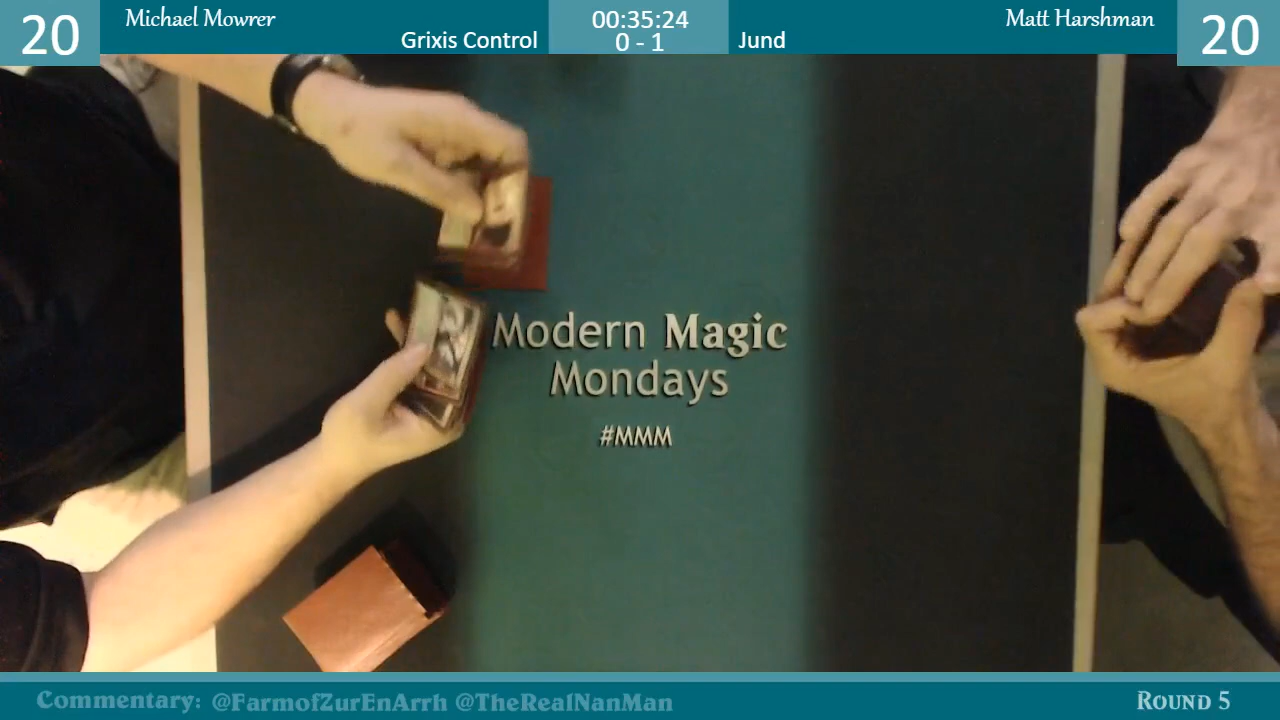 20
Michael Mowrer
Grixis Control
00:35:24
0 - 1
Matt Harshman
Jund
20
Modern Magic
Mondays
#MMM
Commentary: @FarmofZurEnArrh @TheRealNanMan
Round 5